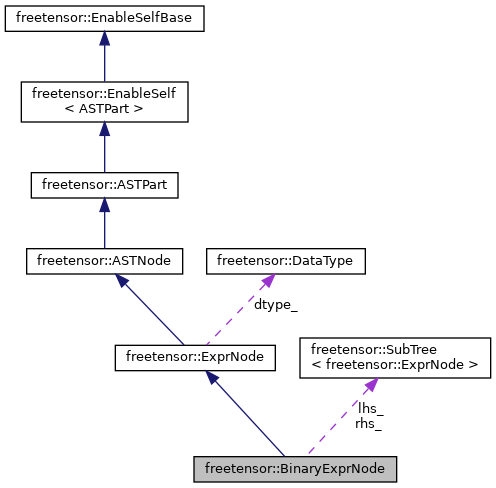 freetensor::EnableSelfBase
freetensor::EnableSelf
< ASTPart >
freetensor::ASTPart
freetensor::ASTNode
freetensor::DataType
dtype_
freetensor::ExprNode
freetensor::SubTree
< freetensor::ExprNode >
lhs_
rhs_
freetensor::BinaryExprNode